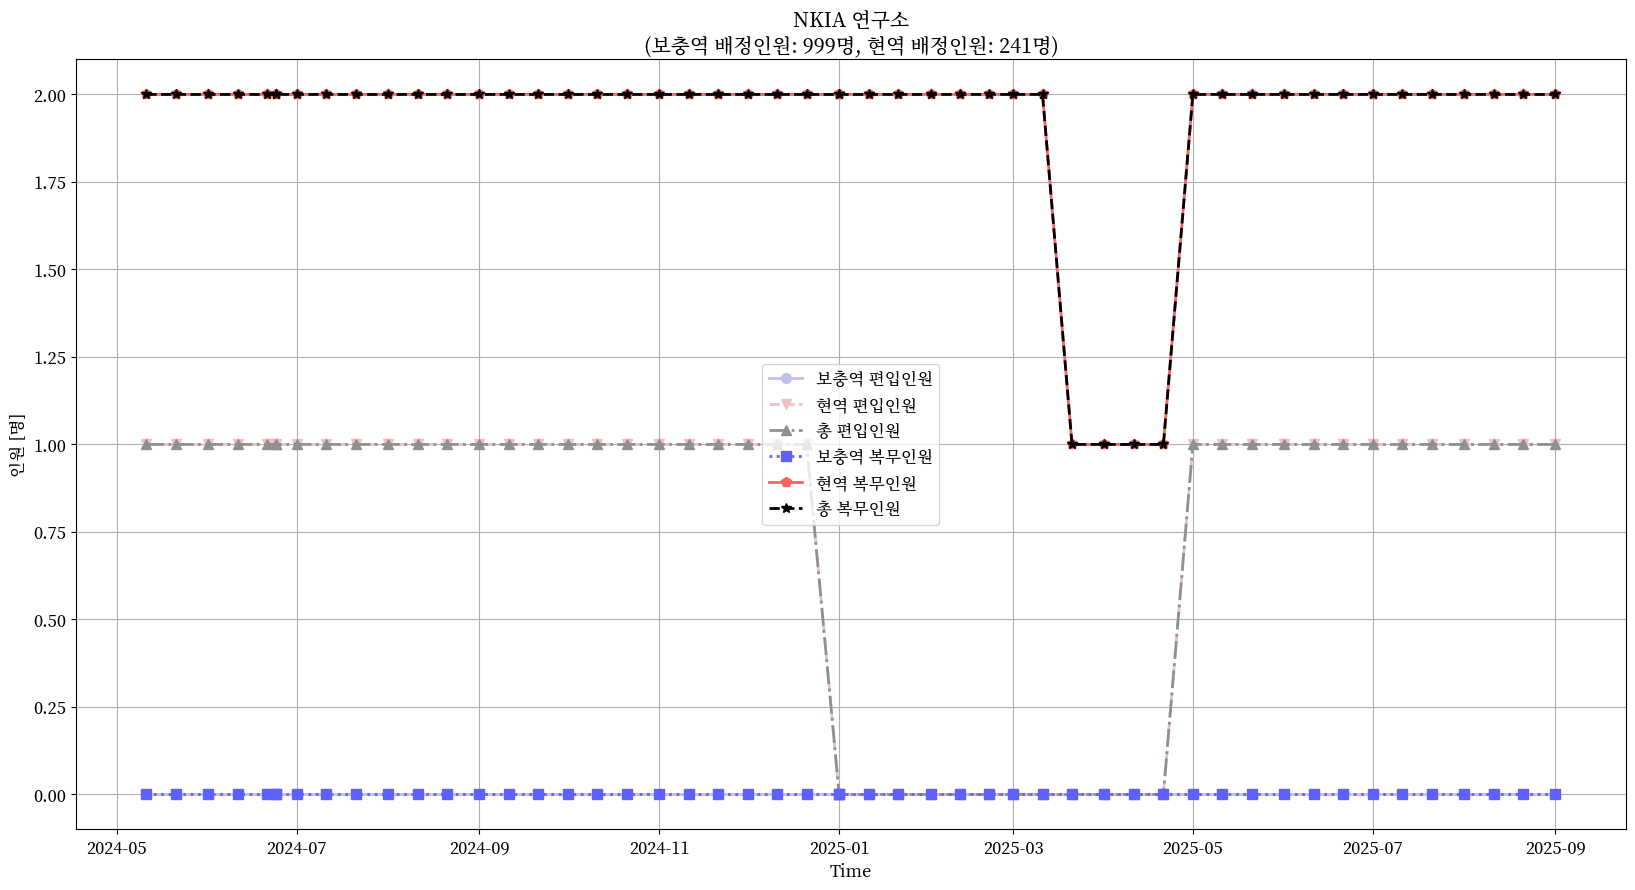 NKIA 연구소
(보충역 배정인원: 999명, 현역 배정인원: 241명)
인원 [명]
2.00
1.75
1.50
1.25
1.00
0.75
0.50
0.25
0.00
보충역 편입인원
현역 편입인원
총 편입인원
보충역 복무인원
현역 복무인원
총 복무인원
2024-05
2024-07
2024-09
2024-11
2025-01
2025-03
2025-05
2025-07
2025-09
Time